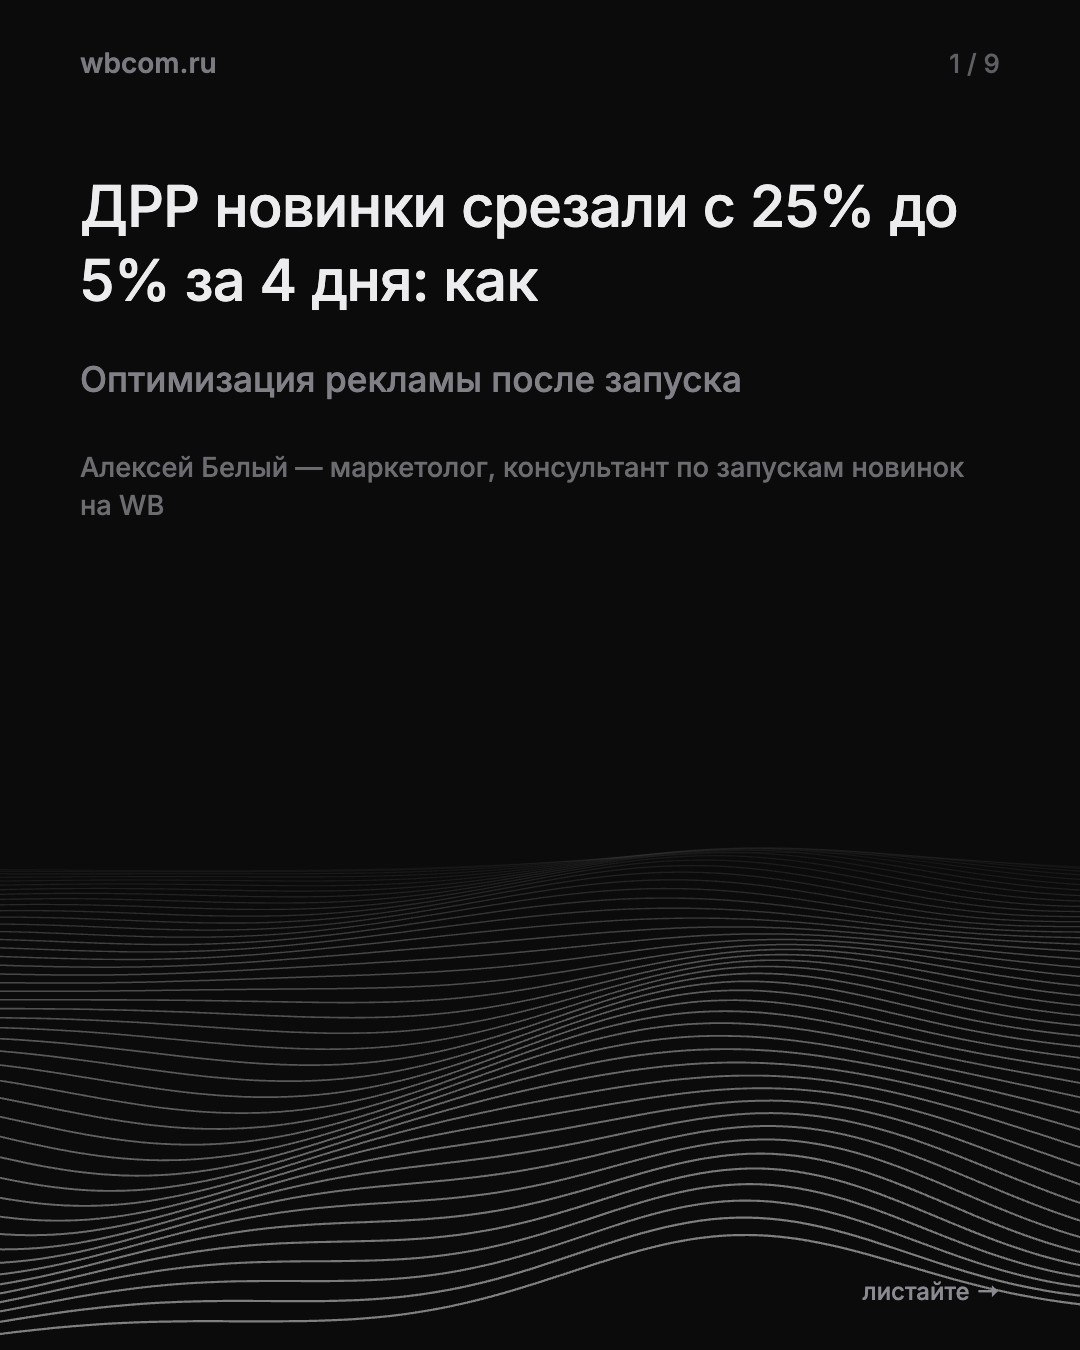 wbcom.ru
1 / 9
ДРР новинки срезали с 25% до
5% за 4 дня: как
Оптимизация рекламы после запуска
Алексей Белый — маркетолог, консультант по запускам новинок
на WB
листайте →